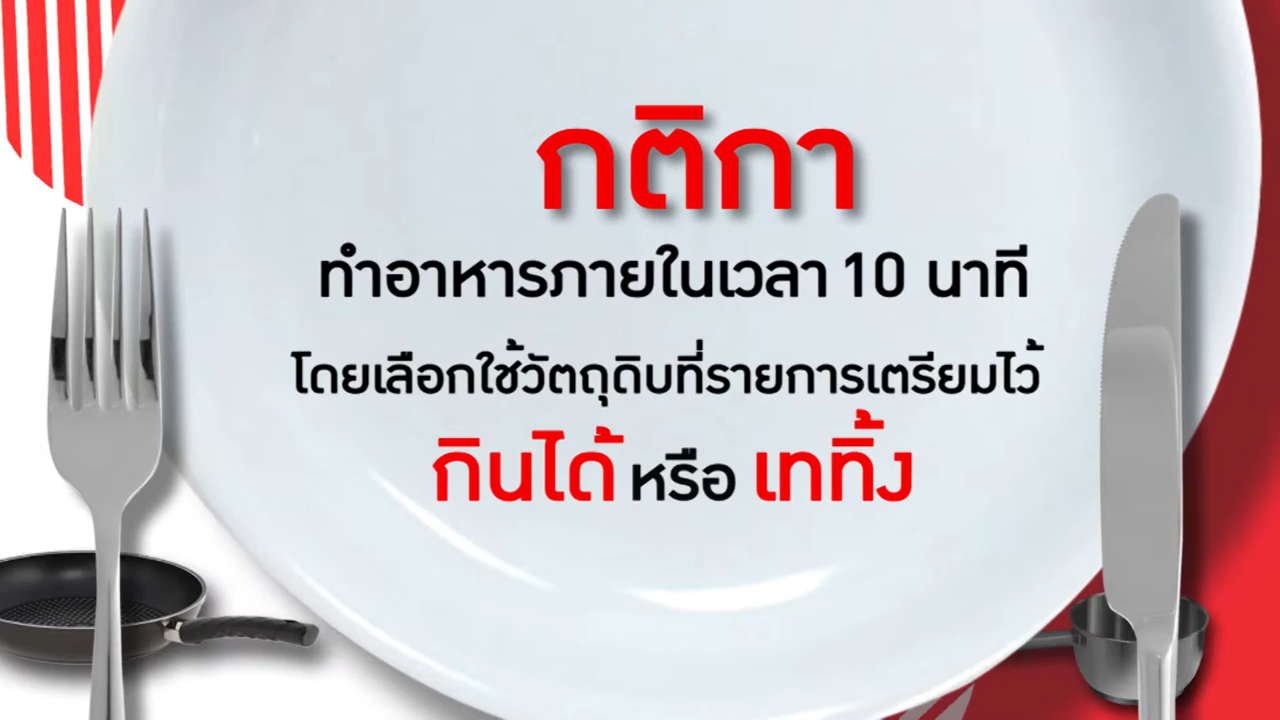 กติกา
ทำอาหารภายในเวลา 10 นาที
โดยเลือกใช้วัตถุดิบที่รายการเตรียมไว้
กินได้ หรือ เททิ้ง